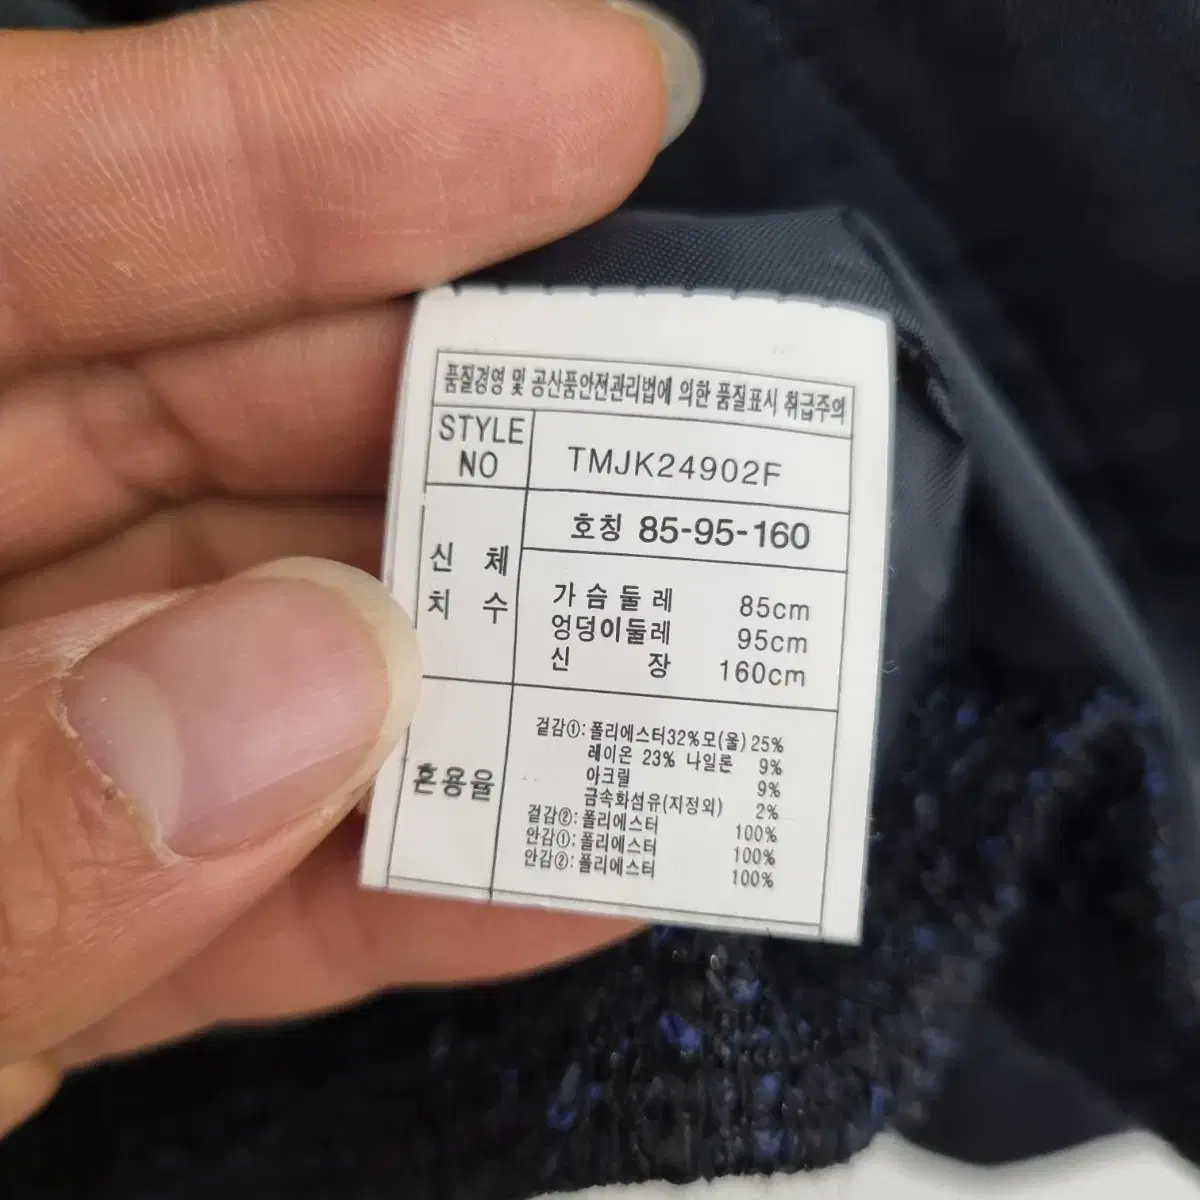 품질경영 및 공산품안전관리법에 의한 품질표시 취급주의
STYLE NO TMJK24902F
신 체 치 수
호칭 85-95-160
가슴둘레 85cm
엉덩이둘레 95cm
신 장 160cm
혼용율
겉감①: 폴리에스터32%모(울)25%
레이온 23% 나일론 9%
아크릴 9%
금속화섬유(지정외) 2%
겉감②: 폴리에스터 100%
안감①: 폴리에스터 100%
안감②: 폴리에스터 100%